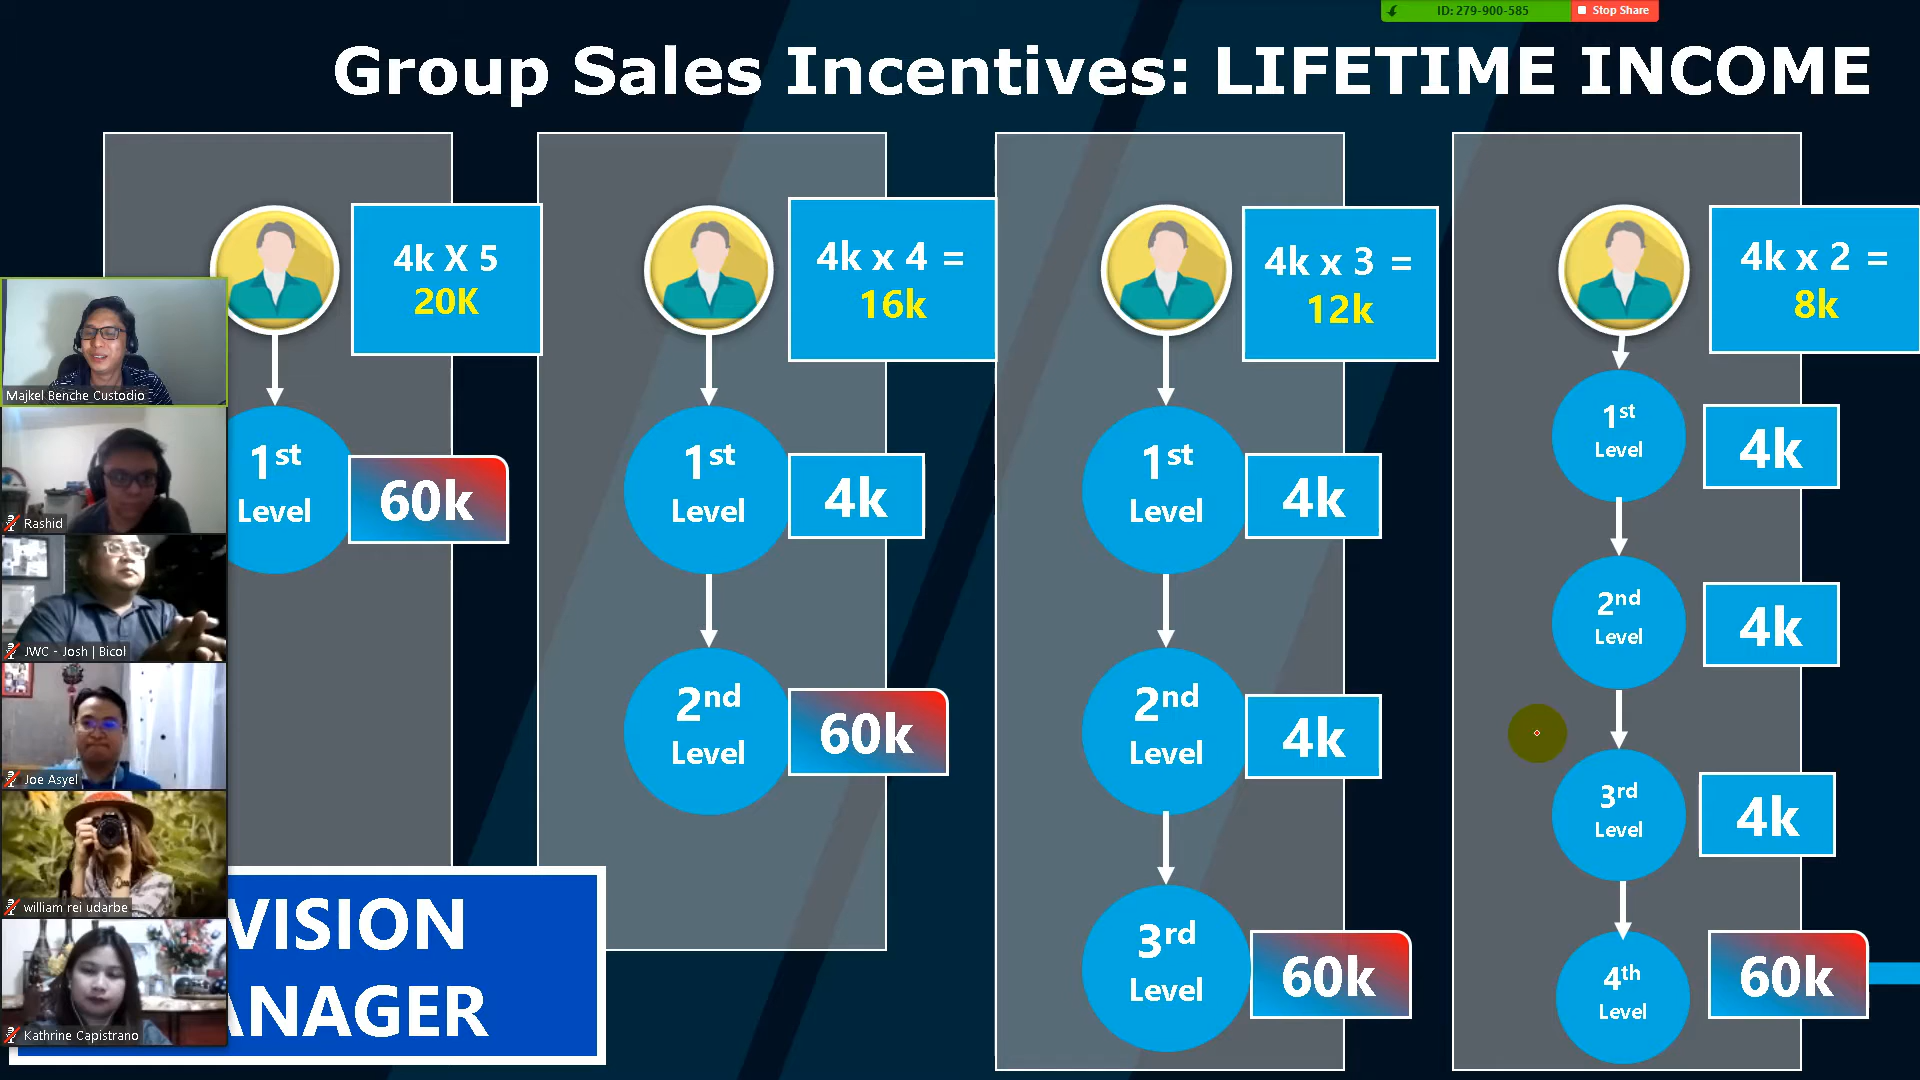 ID: 279-900-585
Stop Share
Group Sales Incentives: LIFETIME INCOME
4k X 5
20K
1st
Level
60k
4k x 4 =
16k
1st
Level
4k
2nd
Level
60k
4k x 3 =
12k
1st
Level
4k
2nd
Level
4k
3rd
Level
60k
4k x 2 =
8k
1st
Level
4k
2nd
Level
4k
3rd
Level
4k
4th
Level
60k
VISION
ANAGER
Majkel Benche Custodio
Rashid
JWC - Josh | Bicol
Joe Asyel
william rei udarbe
Kathrine Capistrano